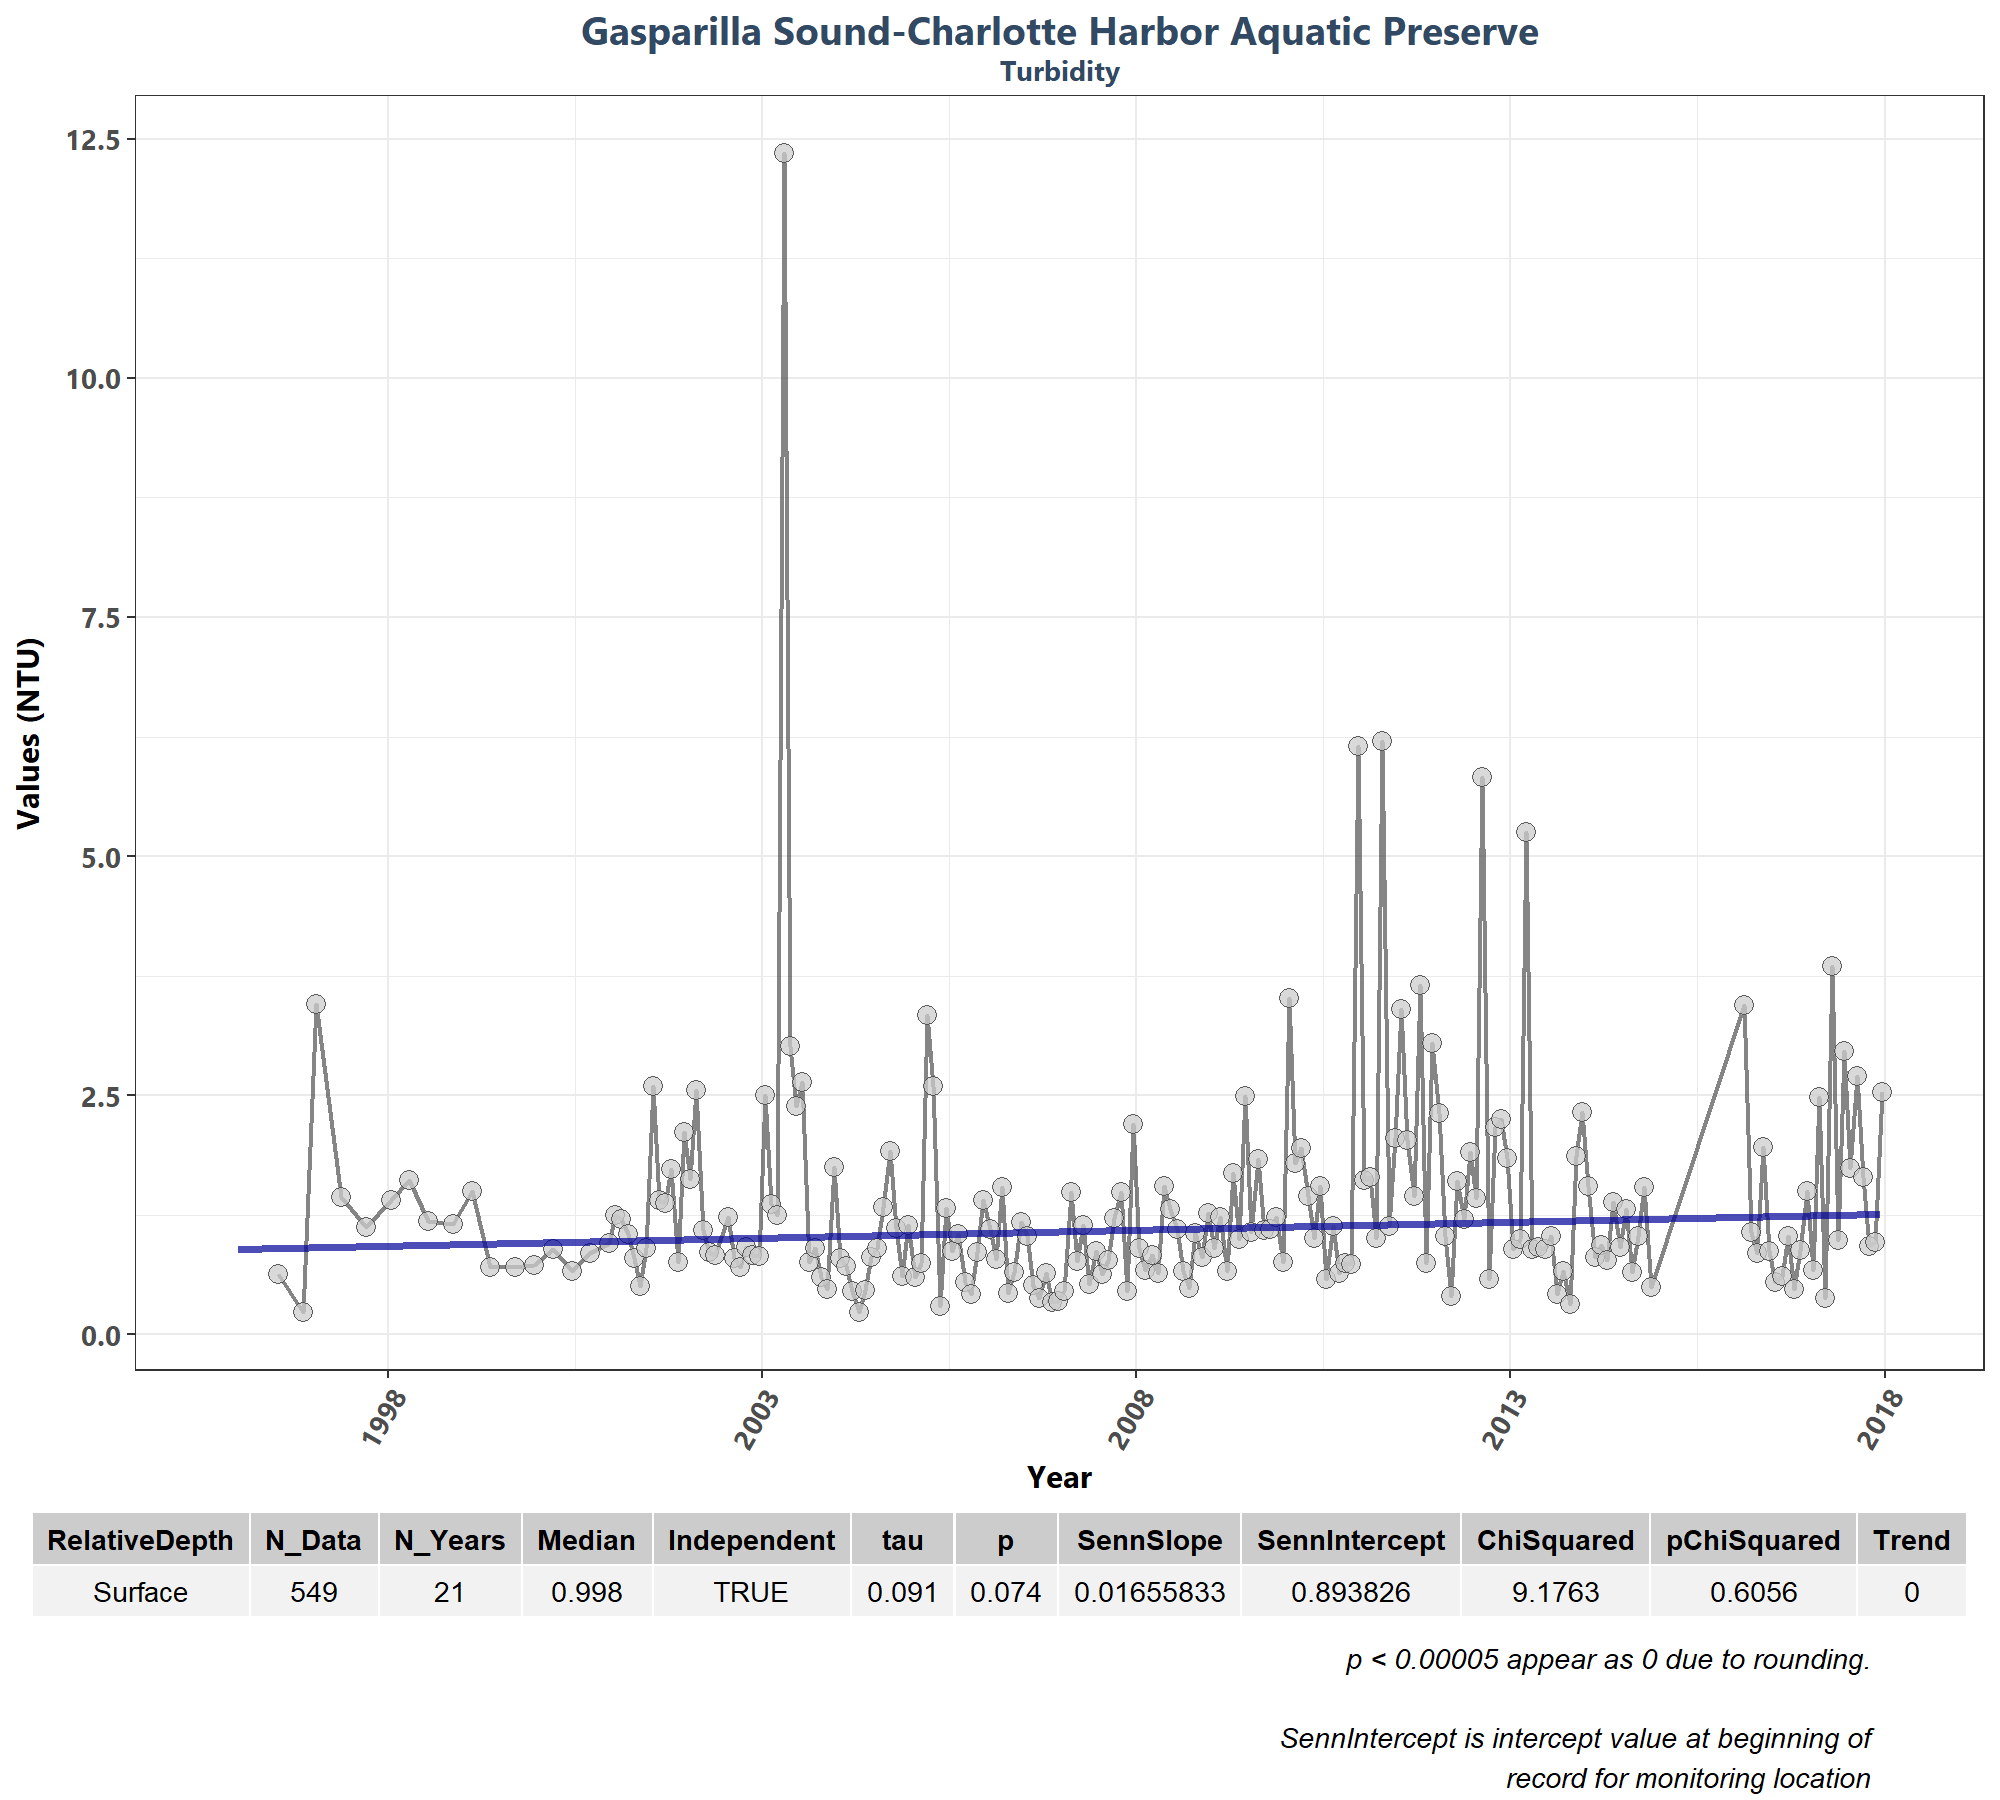 Gasparilla Sound-Charlotte Harbor Aquatic Preserve
Turbidity
12.5
10.0
7.5
5.0
2.5
0.0
Values (NTU)
1998
2003
2008
2013
2018
Year
RelativeDepth N_Data N_Years Median Independent tau p SennSlope SennIntercept ChiSquared pChiSquared Trend
Surface 549 21 0.998 TRUE 0.091 0.074 0.01655833 0.893826 9.1763 0.6056 0
p < 0.00005 appear as 0 due to rounding.
SennIntercept is intercept value at beginning of
record for monitoring location